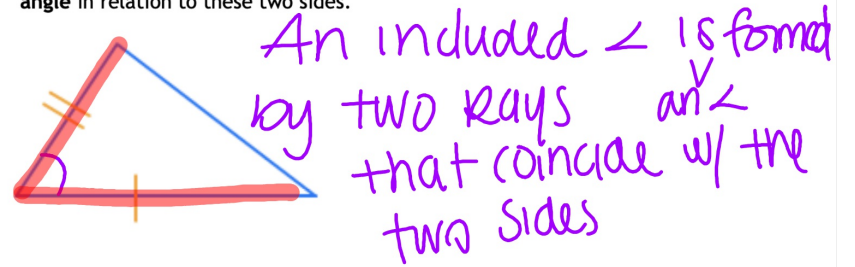 angle in relation to these two sides.
An included < is formed
by two Rays an <
that coincide w/ the
two sides